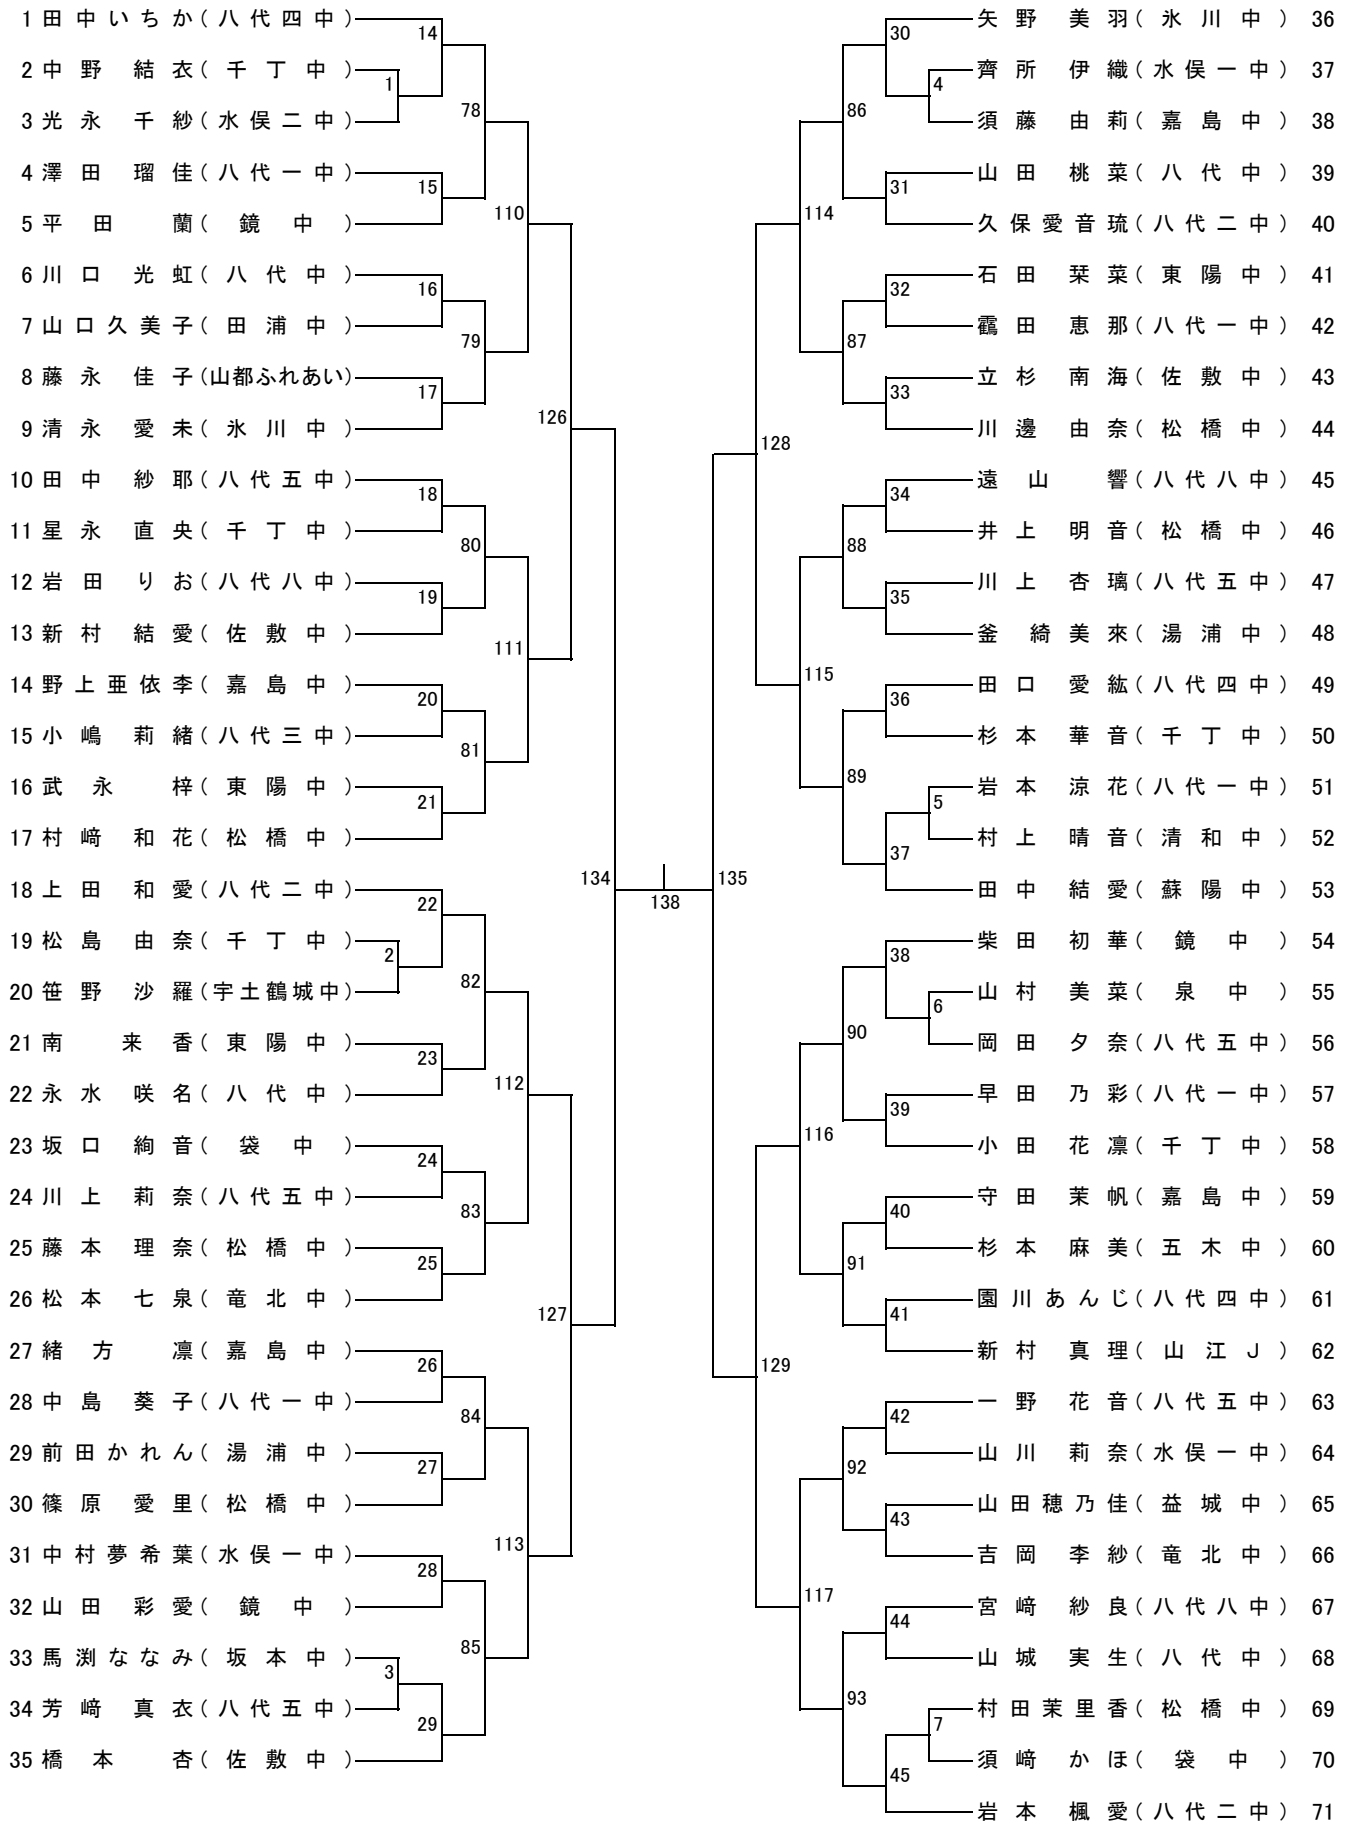 1 田中いちか(八代四中)
2 中野結衣(千丁中)
3 光永千紗(水俣二中)
4 澤田瑠佳(八代一中)
5 平田蘭(鏡中)
6 川口光虹(八代中)
7 山口久美子(田浦中)
8 藤永佳子(山都ふれあい)
9 清永愛未(氷川中)
10 田中紗耶(八代五中)
11 星永直央(千丁中)
12 岩田りお(八代八中)
13 新村結愛(佐敷中)
14 野上亜依李(嘉島中)
15 小嶋莉緒(八代三中)
16 武永梓(東陽中)
17 村﨑和花(松橋中)
18 上田和愛(八代二中)
19 松島由奈(千丁中)
20 笹野沙羅(宇土鶴城中)
21 南来香(東陽中)
22 永水咲名(八代中)
23 坂口絢音(袋中)
24 川上莉奈(八代五中)
25 藤本理奈(松橋中)
26 松本七泉(竜北中)
27 緒方凛(嘉島中)
28 中島葵子(八代一中)
29 前田かれん(湯浦中)
30 篠原愛里(松橋中)
31 中村夢希葉(水俣一中)
32 山田彩愛(鏡中)
33 馬渕ななみ(坂本中)
34 芳﨑真衣(八代五中)
35 橋本杏(佐敷中)
1
2
3
14
15
16
17
18
19
20
21
22
23
24
25
26
27
28
29
78
79
80
81
82
83
84
85
110
111
112
113
126
127
134
138
135
128
129
114
115
116
117
86
87
88
89
90
91
92
93
30
31
32
33
34
35
36
37
38
39
40
41
42
43
44
45
4
5
6
7
矢野美羽(氷川中) 36
齊所伊織(水俣一中) 37
須藤由莉(嘉島中) 38
山田桃菜(八代中) 39
久保愛音琉(八代二中) 40
石田栞菜(東陽中) 41
靍田恵那(八代一中) 42
立杉南海(佐敷中) 43
川邊由奈(松橋中) 44
遠山響(八代八中) 45
井上明音(松橋中) 46
川上杏璃(八代五中) 47
釜綺美來(湯浦中) 48
田口愛紘(八代四中) 49
杉本華音(千丁中) 50
岩本涼花(八代一中) 51
村上晴音(清和中) 52
田中結愛(蘇陽中) 53
柴田初華(鏡中) 54
山村美菜(泉中) 55
岡田夕奈(八代五中) 56
早田乃彩(八代一中) 57
小田花凛(千丁中) 58
守田茉帆(嘉島中) 59
杉本麻美(五木中) 60
園川あんじ(八代四中) 61
新村真理(山江J) 62
一野花音(八代五中) 63
山川莉奈(水俣一中) 64
山田穂乃佳(益城中) 65
吉岡李紗(竜北中) 66
宮﨑紗良(八代八中) 67
山城実生(八代中) 68
村田茉里香(松橋中) 69
須﨑かほ(袋中) 70
岩本楓愛(八代二中) 71